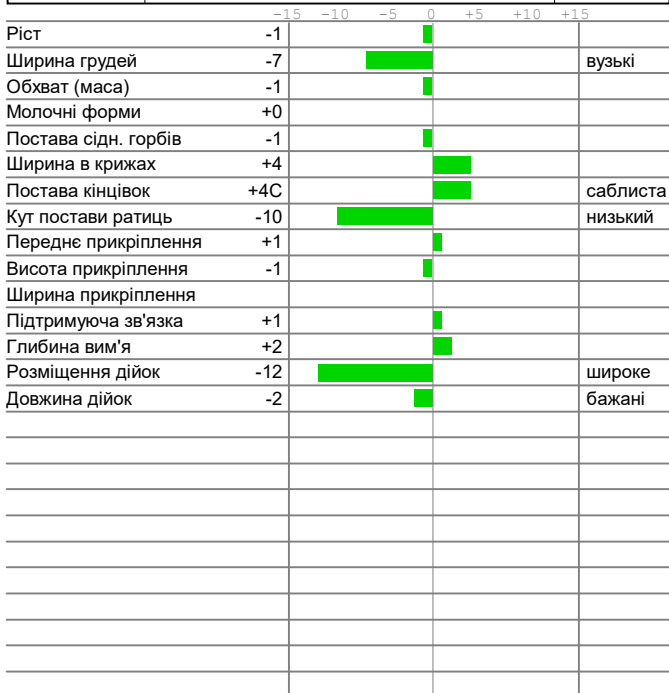 -15 -10 -5 0 +5 +10 +15
Ріст -1
Ширина грудей -7 вузькі
Обхват (маса) -1
Молочні форми +0
Постава сідн. горбів -1
Ширина в крижах +4
Постава кінцівок +4C саблиста
Кут постави ратиць -10 низький
Переднє прикріплення +1
Висота прикріплення -1
Ширина прикріплення
Підтримуюча зв'язка +1
Глибина вим'я +2
Розміщення дійок -12 широке
Довжина дійок -2 бажані